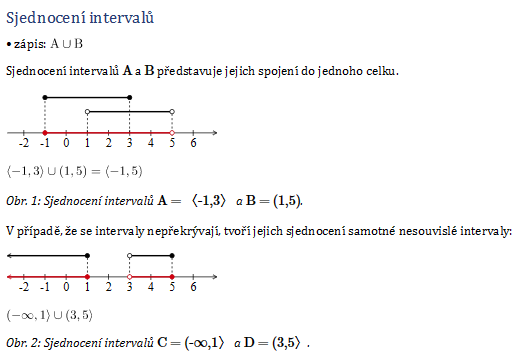 Sjednocení intervalů
• zápis: A ∪ B
Sjednocení intervalů A a B představuje jejich spojení do jednoho celku.
-2 -1 0 1 2 3 4 5 6
⟨−1, 3⟩ ∪ (1, 5) = ⟨−1, 5)
Obr. 1: Sjednocení intervalů A = ⟨-1,3⟩ a B = (1,5).
V případě, že se intervaly nepřekrývají, tvoří jejich sjednocení samotné nesouvislé intervaly:
-2 -1 0 1 2 3 4 5 6
(−∞, 1⟩ ∪ (3, 5⟩
Obr. 2: Sjednocení intervalů C = (-∞,1⟩ a D = (3,5⟩ .